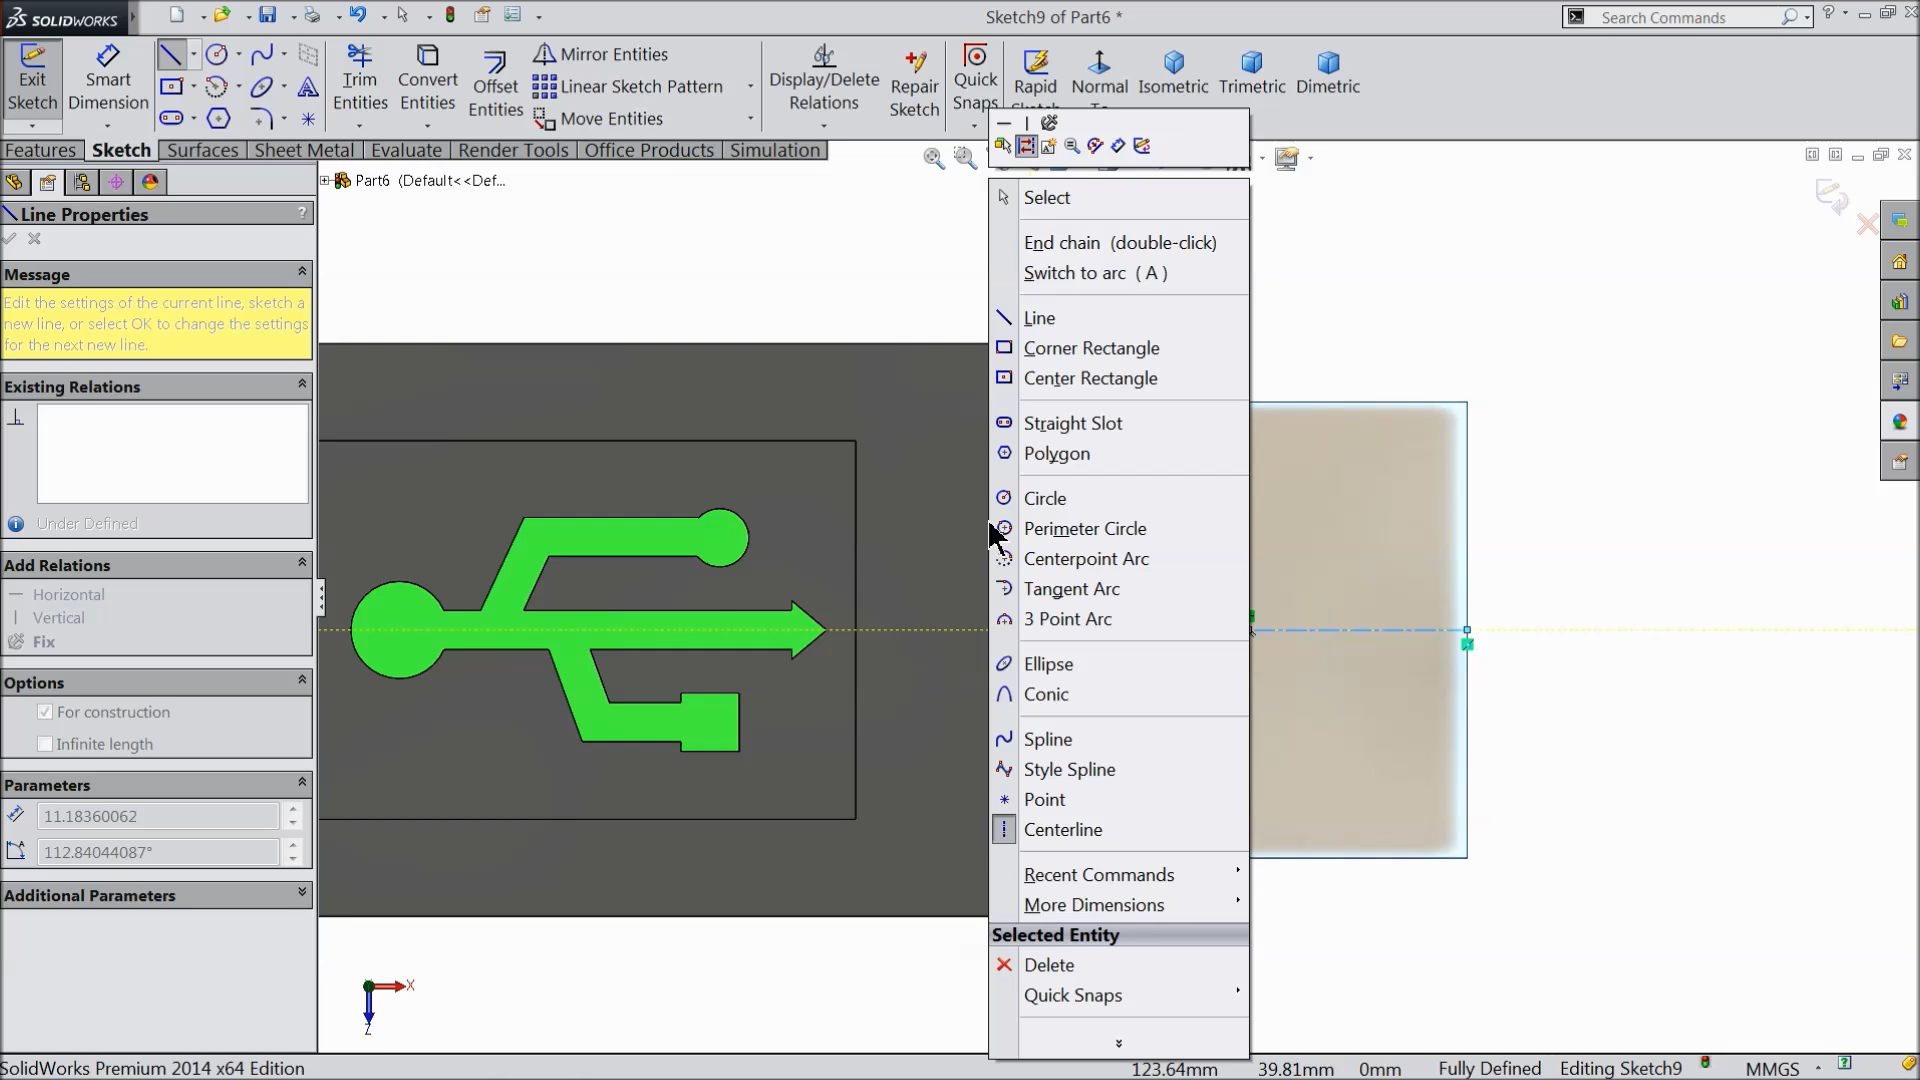 SOLIDWORKS
Sketch9 of Part6 *
Search Commands
Exit Sketch
Smart Dimension
Trim Entities
Convert Entities
Offset Entities
Mirror Entities
Linear Sketch Pattern
Move Entities
Display/Delete Relations
Repair Sketch
Quick Snaps
Rapid
Normal
Isometric
Trimetric
Dimetric
Features
Sketch
Surfaces
Sheet Metal
Evaluate
Render Tools
Office Products
Simulation
Part6 (Default<<Def...
Line Properties
?
Message
Edit the settings of the current line, sketch a
new line, or select OK to change the settings
for the next new line.
Existing Relations
Under Defined
Add Relations
Horizontal
Vertical
Fix
Options
For construction
Infinite length
Parameters
11.18360062
112.84044087°
Additional Parameters
Select
End chain (double-click)
Switch to arc ( A )
Line
Corner Rectangle
Center Rectangle
Straight Slot
Polygon
Circle
Perimeter Circle
Centerpoint Arc
Tangent Arc
3 Point Arc
Ellipse
Conic
Spline
Style Spline
Point
Centerline
Recent Commands
More Dimensions
Selected Entity
Delete
Quick Snaps
X
Z
SolidWorks Premium 2014 x64 Edition
123.64mm
39.81mm
0mm
Fully Defined
Editing Sketch9
MMGS